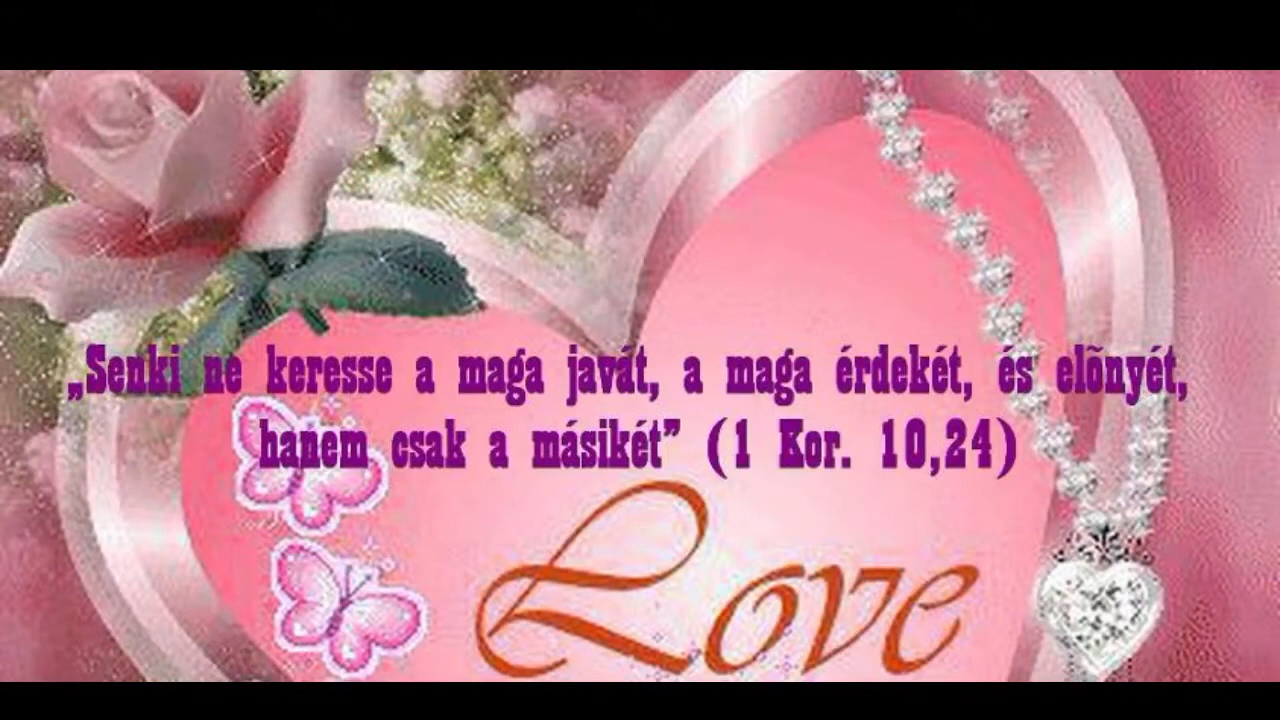 „Senki ne keresse a maga javát, a maga érdekét, és elõnyét,
hanem csak a másikét” (1 Kor. 10,24)
Love